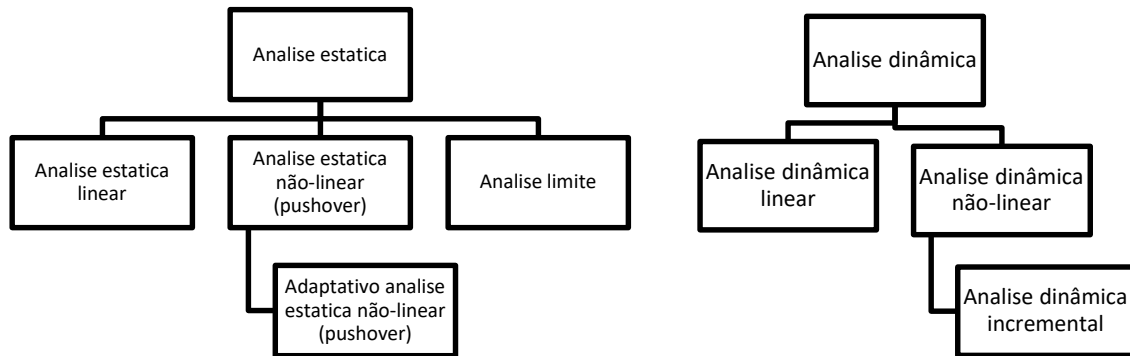 Analise estatica
Analise estatica
linear
Analise estatica
não-linear
(pushover)
Analise limite
Adaptativo analise
estatica não-linear
(pushover)
Analise dinâmica
Analise dinâmica
linear
Analise dinâmica
não-linear
Analise dinâmica
incremental